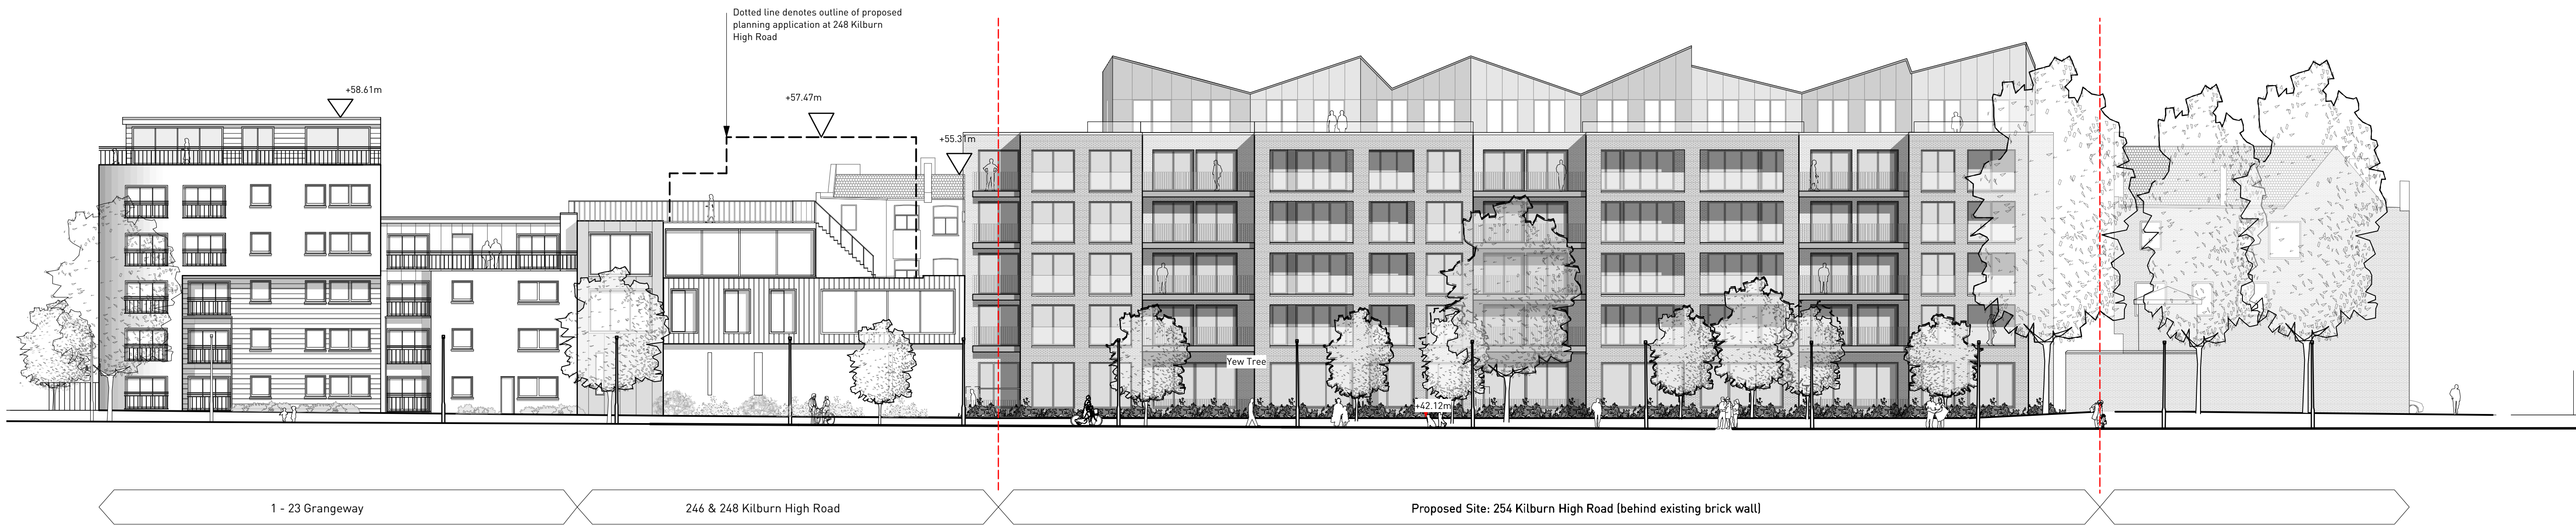 Dotted line denotes outline of proposed
planning application at 248 Kilburn
High Road
+58.61m
+57.47m
+55.31m
Yew Tree
+42.12m
1 - 23 Grangeway
246 & 248 Kilburn High Road
Proposed Site: 254 Kilburn High Road (behind existing brick wall)